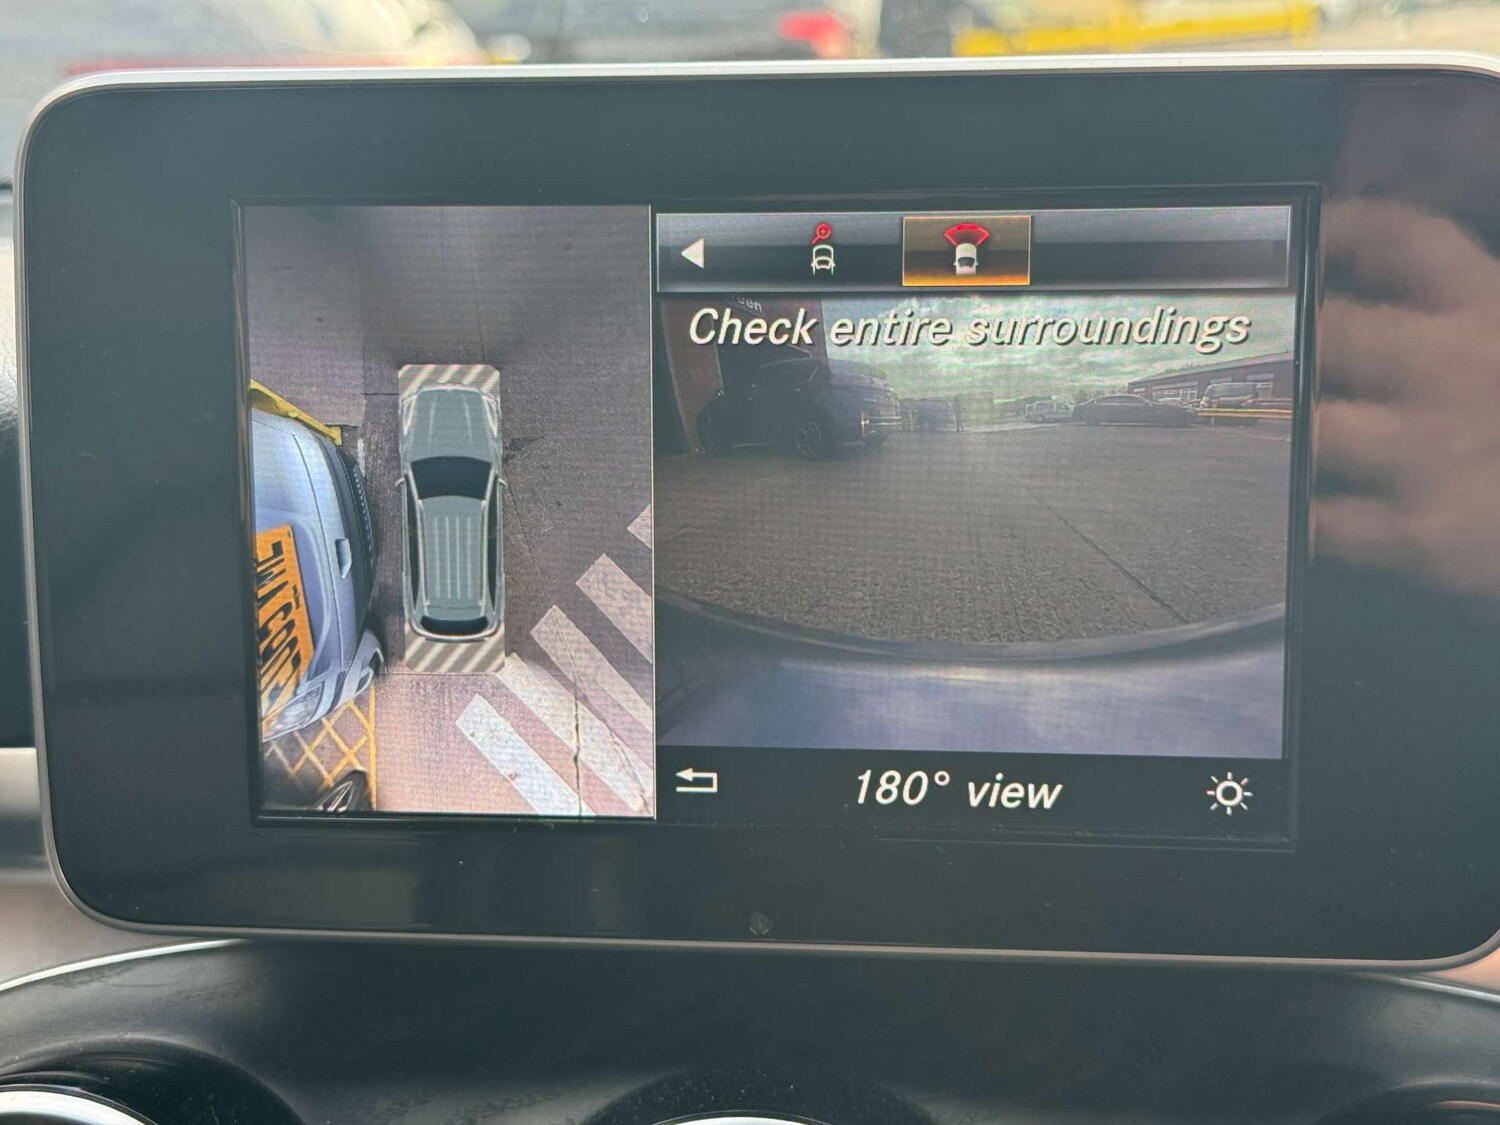 Check entire surroundings
180° view